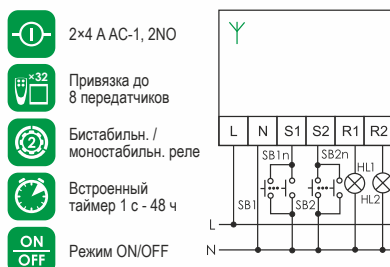 2×4 A AC-1, 2NO
×32
Привязка до
8 передатчиков
2
Бистабильн. /
моностабильн. реле
Встроенный
таймер 1 с - 48 ч
ON
OFF
Режим ON/OFF
L N S1 S2 R1 R2
SB1n SB2n
HL1
SB1 SB2 HL2
L
N